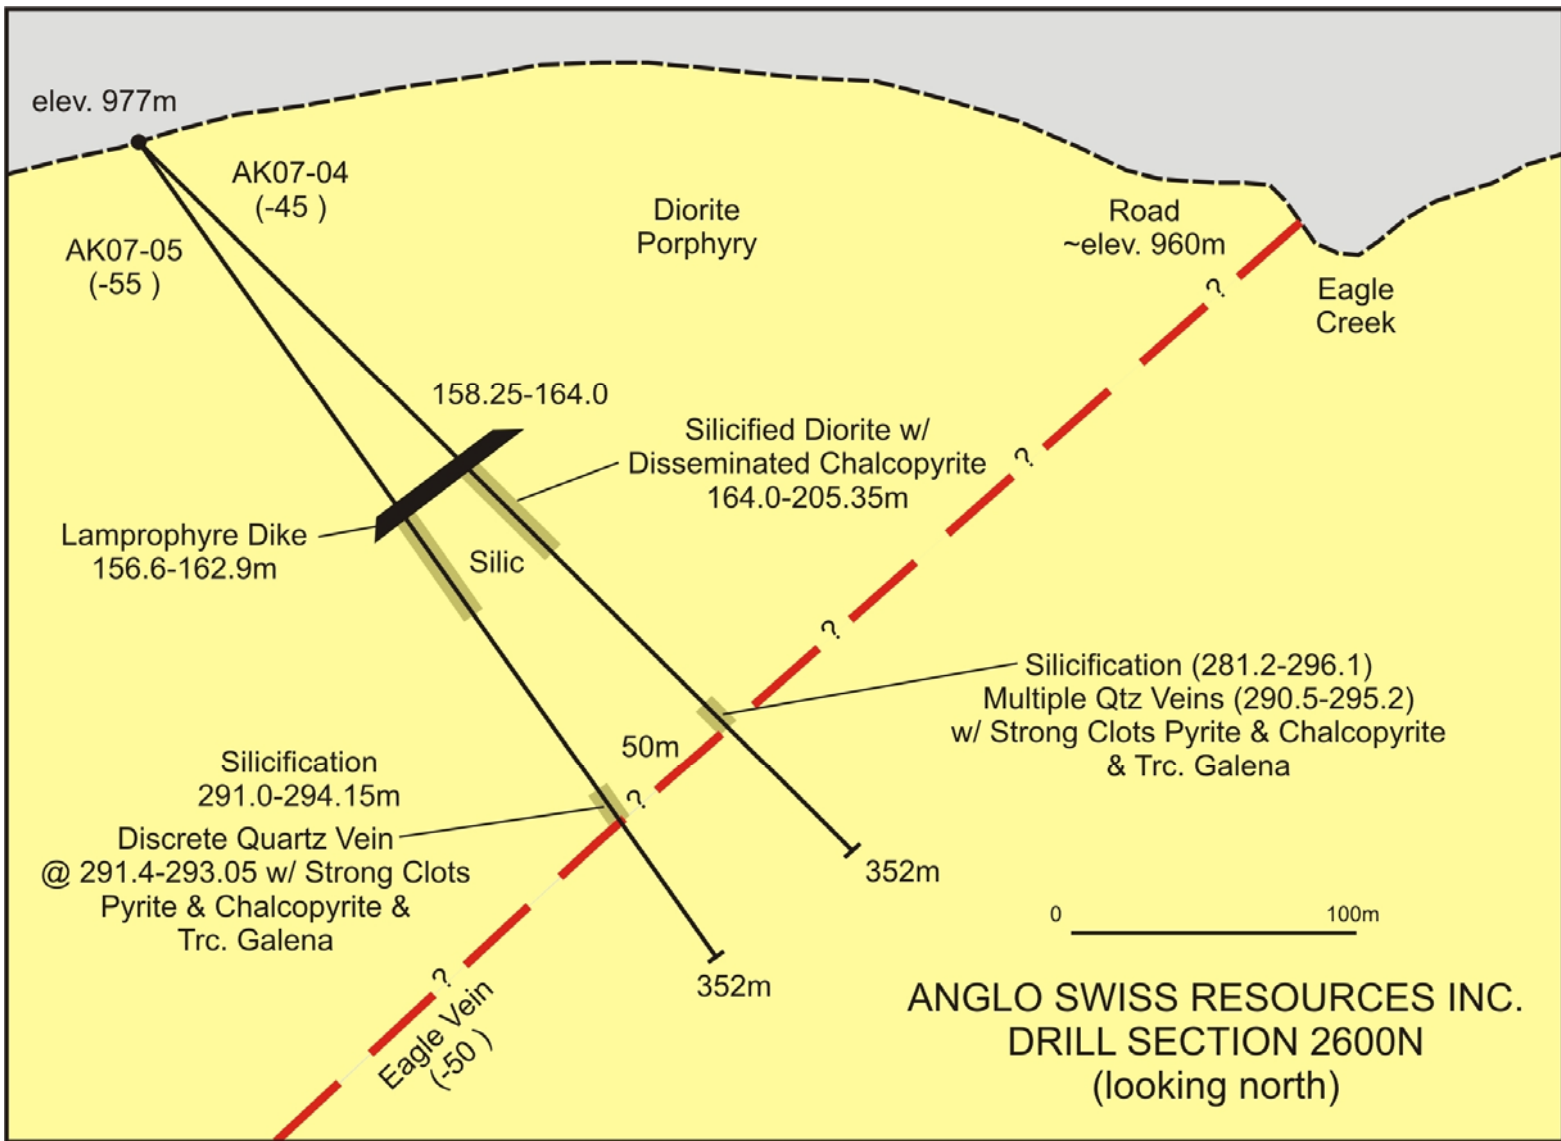 elev. 977m
AK07-04
(-45 )
AK07-05
(-55 )
Diorite
Porphyry
Road
~elev. 960m
?
Eagle
Creek
158.25-164.0
Silicified Diorite w/
Disseminated Chalcopyrite
164.0-205.35m
?
Lamprophyre Dike
156.6-162.9m
Silic
?
Silicification (281.2-296.1)
Multiple Qtz Veins (290.5-295.2)
w/ Strong Clots Pyrite & Chalcopyrite
& Trc. Galena
50m
?
Silicification
291.0-294.15m
Discrete Quartz Vein
@ 291.4-293.05 w/ Strong Clots
Pyrite & Chalcopyrite &
Trc. Galena
352m
352m
0 100m
?
Eagle Vein
(-50 )
ANGLO SWISS RESOURCES INC.
DRILL SECTION 2600N
(looking north)